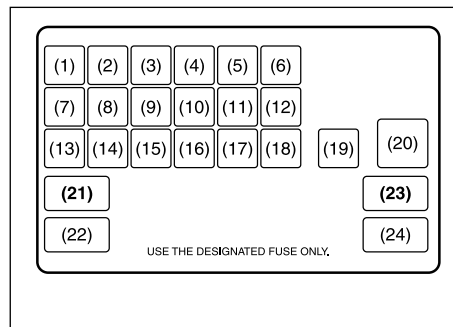 (1) (2) (3) (4) (5) (6)
(7) (8) (9) (10) (11) (12)
(13) (14) (15) (16) (17) (18) (19) (20)
(21) (23)
(22) (24)
USE THE DESIGNATED FUSE ONLY.